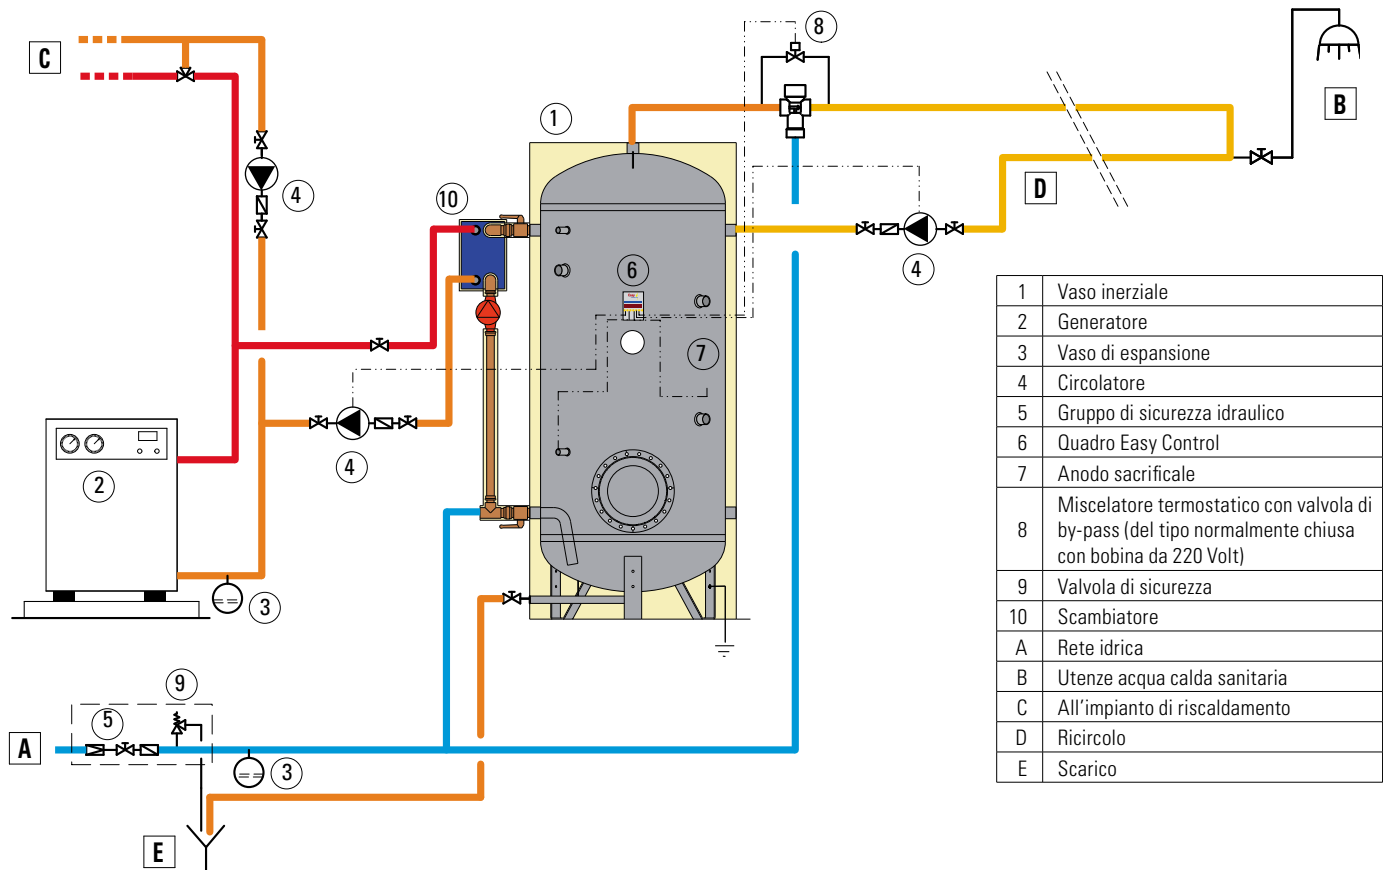 C
8
1
B
4
D
10
6
4
7
2
4
3
9
5
A
3
E
1 Vaso inerziale
2 Generatore
3 Vaso di espansione
4 Circolatore
5 Gruppo di sicurezza idraulico
6 Quadro Easy Control
7 Anodo sacrificale
8 Miscelatore termostatico con valvola di
by-pass (del tipo normalmente chiusa
con bobina da 220 Volt)
9 Valvola di sicurezza
10 Scambiatore
A Rete idrica
B Utenze acqua calda sanitaria
C All'impianto di riscaldamento
D Ricircolo
E Scarico